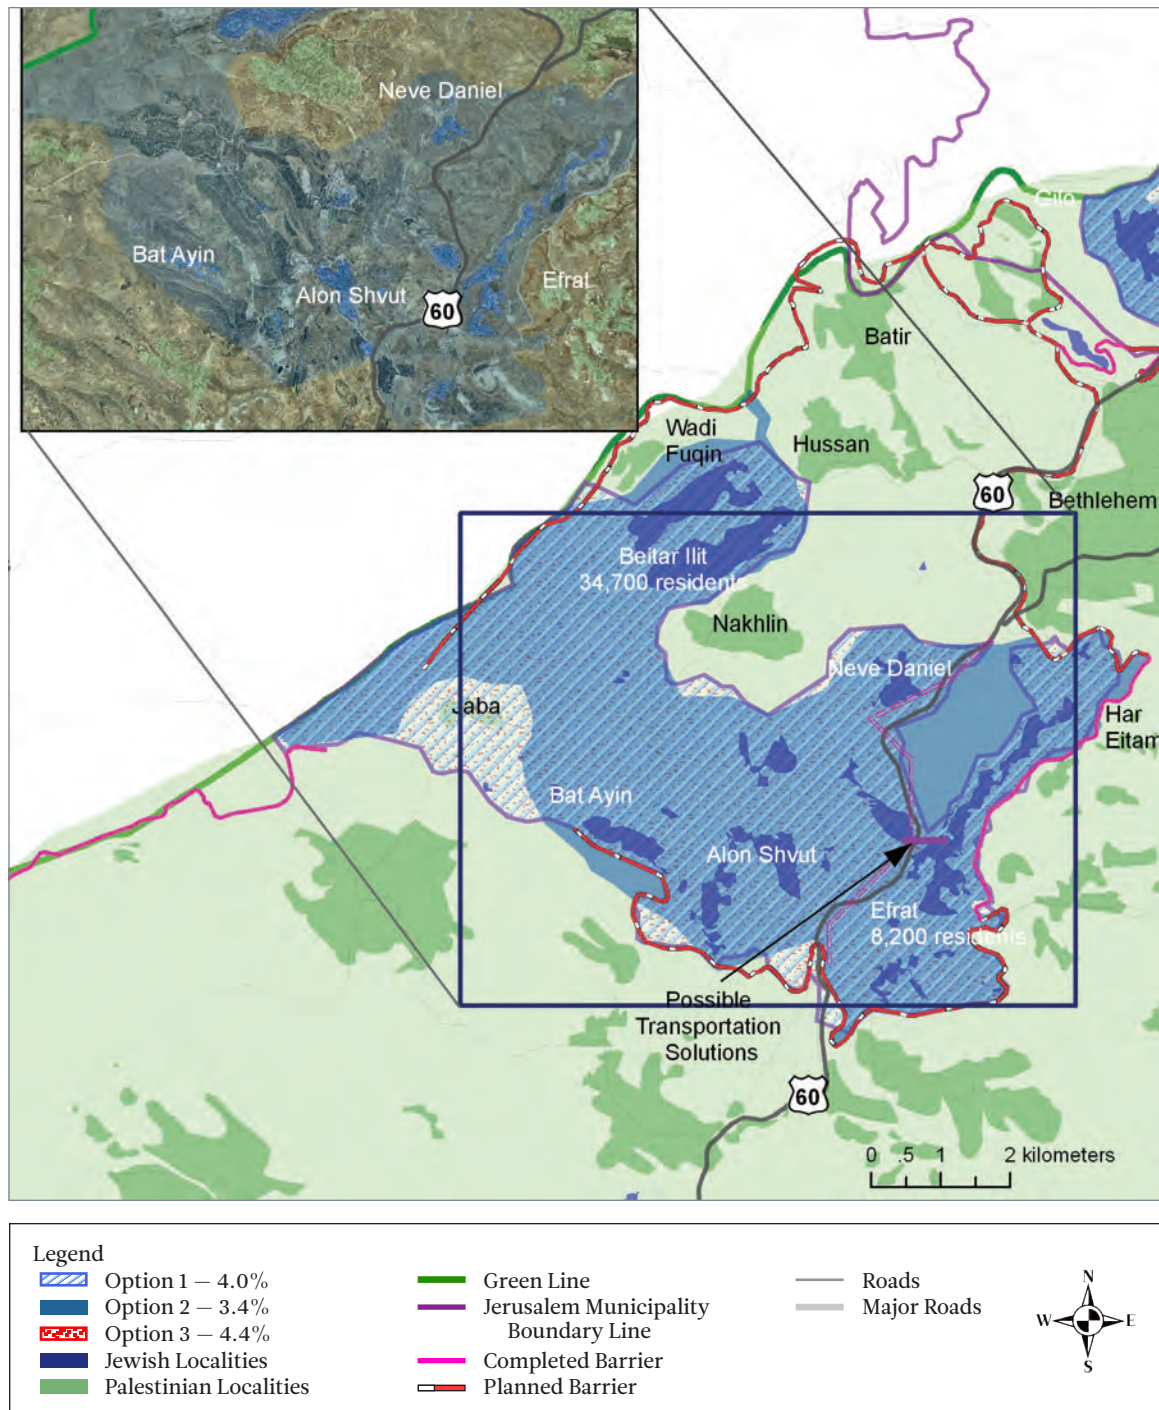 Neve Daniel
Bat Ayin
Alon Shvut
Efrat
60
Gilo
Batir
Wadi
Fuqin
Hussan
60
Bethlehem
Beitar Ilit
34,700 residents
Nakhlin
Neve Daniel
Jaba
Har
Eitam
Bat Ayin
Alon Shvut
Efrat
8,200 residents
Possible
Transportation
Solutions
60
0 .5 1 2 kilometers
Legend
Option 1 — 4.0%
Option 2 — 3.4%
Option 3 — 4.4%
Jewish Localities
Palestinian Localities
Green Line
Jerusalem Municipality
Boundary Line
Completed Barrier
Planned Barrier
Roads
Major Roads
N
W E
S